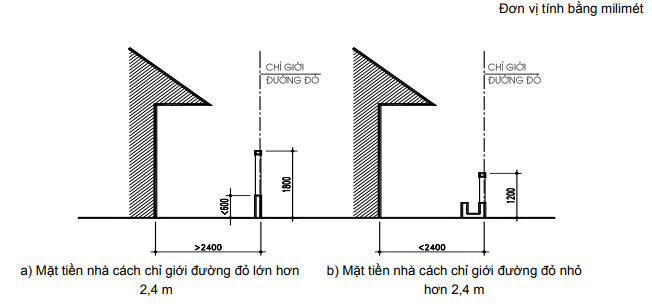 Đơn vị tính bằng milimét
CHỈ GIỚI
ĐƯỜNG ĐỎ
CHỈ GIỚI
ĐƯỜNG ĐỎ
<600
1800
1200
>2400
<2400
a) Mặt tiền nhà cách chỉ giới đường đỏ lớn hơn
2,4 m
b) Mặt tiền nhà cách chỉ giới đường đỏ nhỏ
hơn 2,4 m